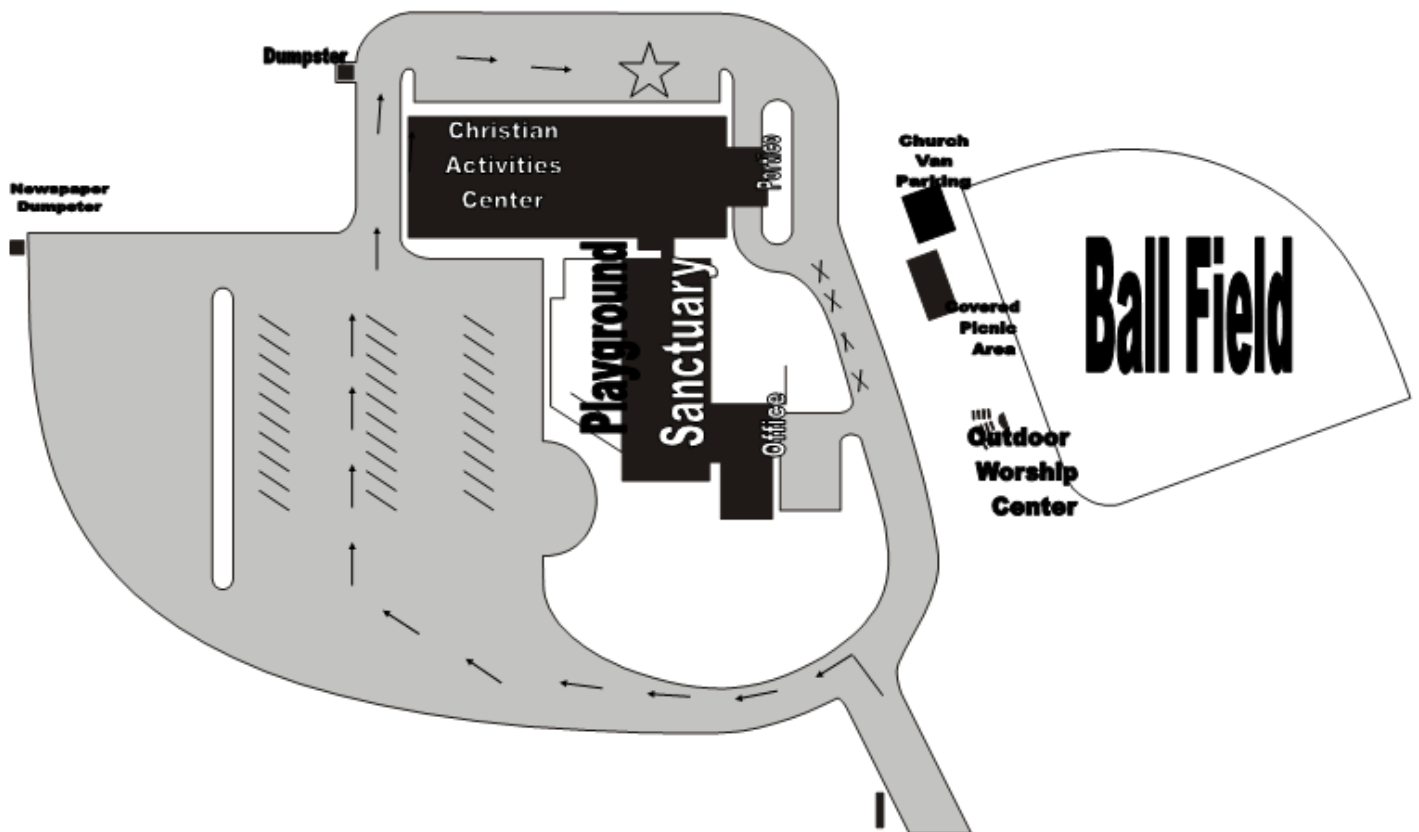 Dumpster
Christian
Activities
Center
Portico
Church
Van
Parking
Newspaper
Dumpster
Playground
Sanctuary
Ball Field
Covered
Picnic
Area
Office
Outdoor
Worship
Center